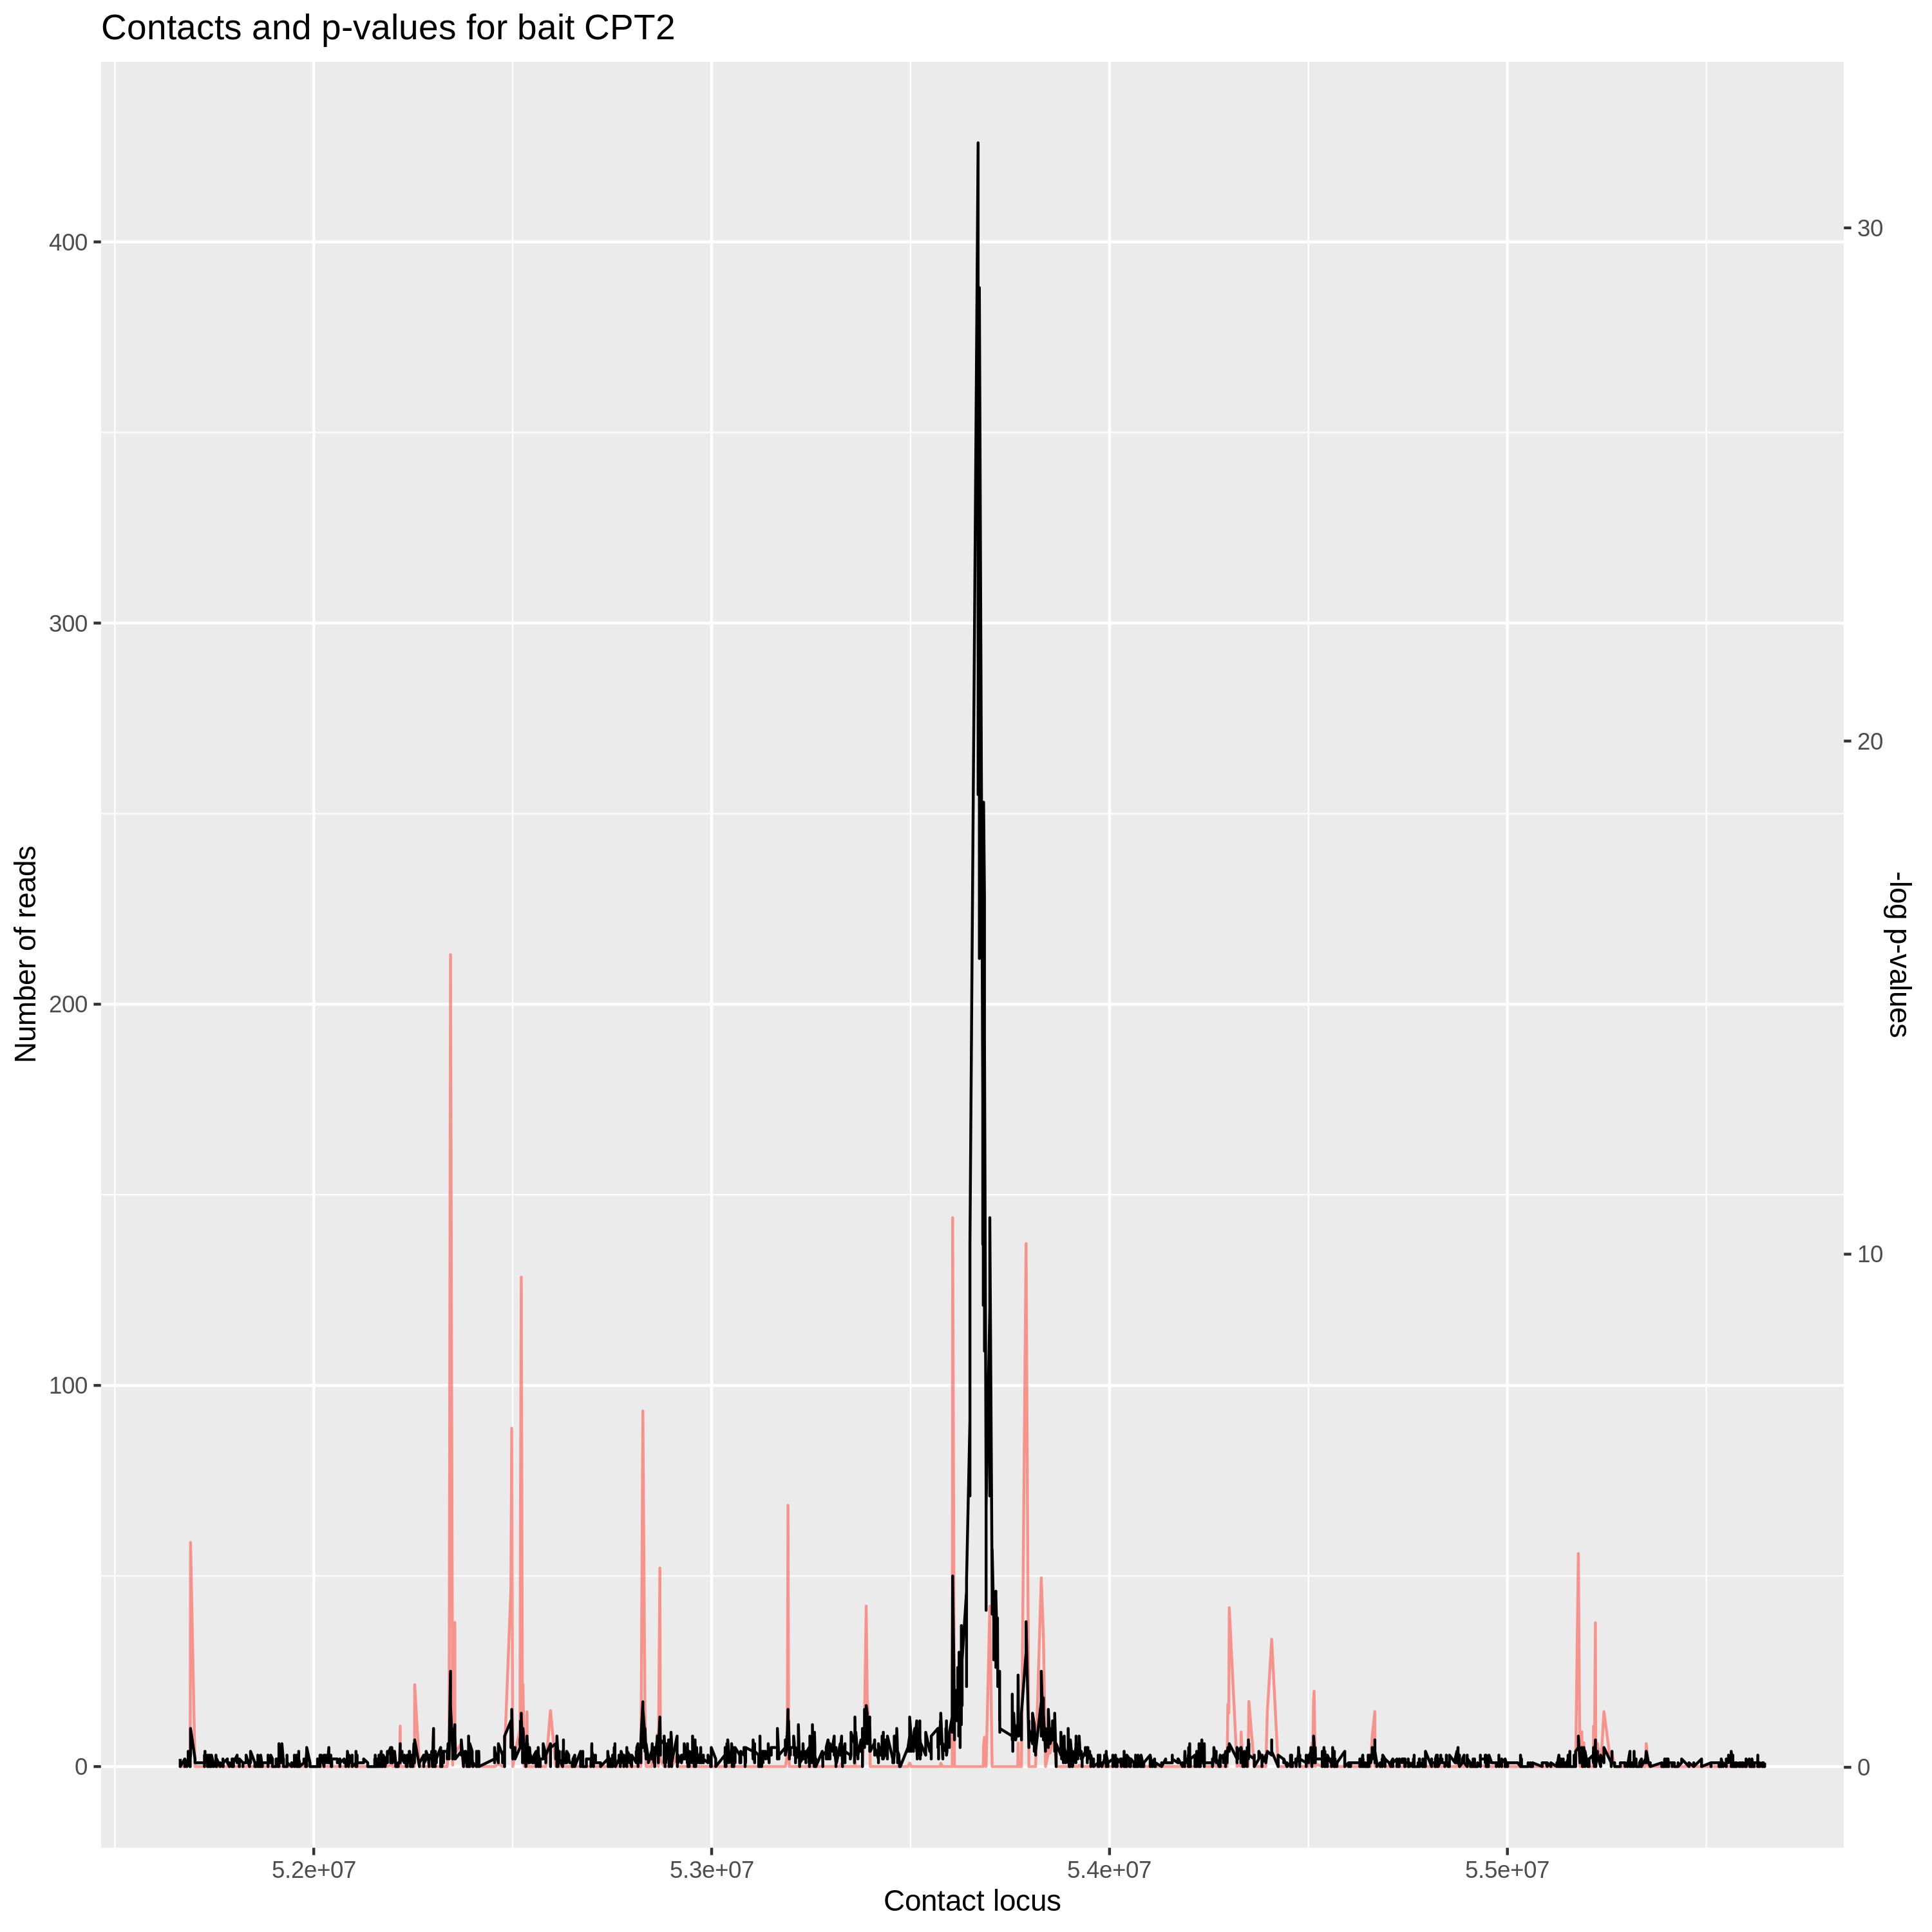 Contacts and p-values for bait CPT2
400
300
200
100
0
Number of reads
30
20
10
0
-log p-values
5.2e+07
5.3e+07
5.4e+07
5.5e+07
Contact locus